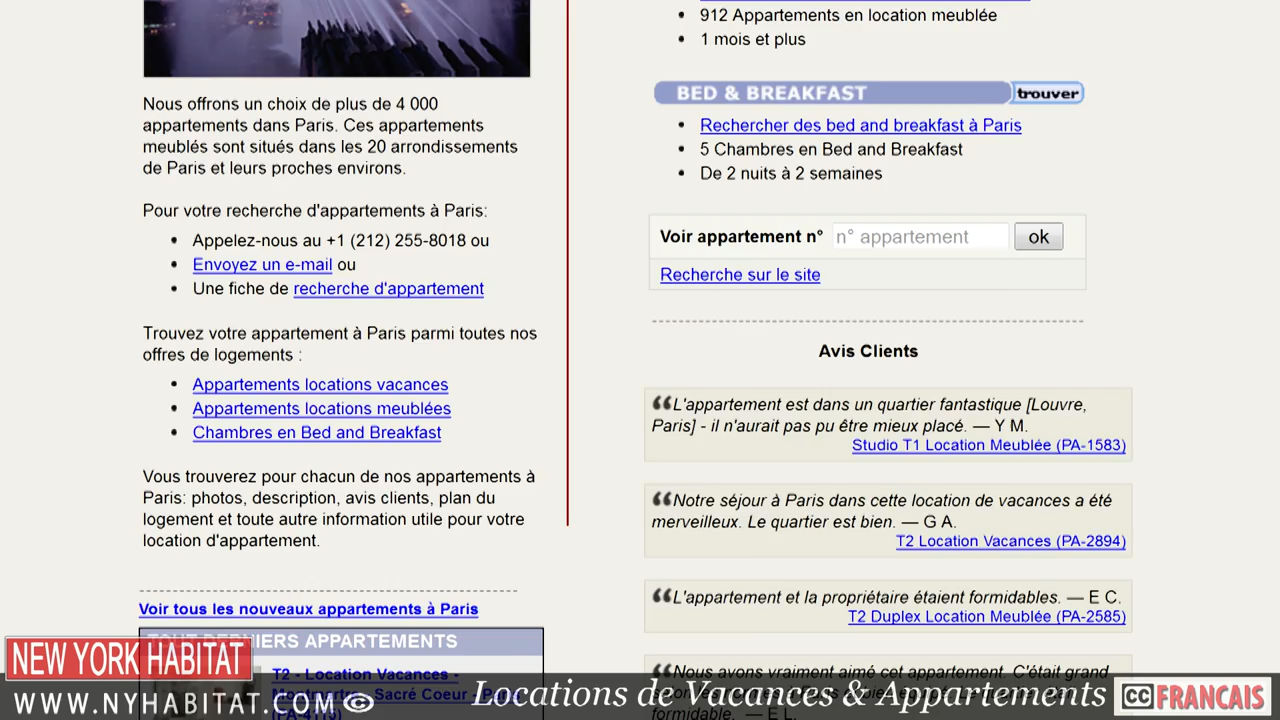 Nous offrons un choix de plus de 4 000
appartements dans Paris. Ces appartements
meublés sont situés dans les 20 arrondissements
de Paris et leurs proches environs.
Pour votre recherche d'appartements à Paris:
• Appelez-nous au +1 (212) 255-8018 ou
• Envoyez un e-mail ou
• Une fiche de recherche d'appartement
Trouvez votre appartement à Paris parmi toutes nos
offres de logements :
• Appartements locations vacances
• Appartements locations meublées
• Chambres en Bed and Breakfast
Vous trouverez pour chacun de nos appartements à
Paris: photos, description, avis clients, plan du
logement et toute autre information utile pour votre
location d'appartement.
Voir tous les nouveaux appartements à Paris
TOUT DERNIERS APPARTEMENTS
T2 - Location Vacances -
Montmartre - Sacré Coeur - Paris
• 912 Appartements en location meublée
• 1 mois et plus
BED & BREAKFAST trouver
• Rechercher des bed and breakfast à Paris
• 5 Chambres en Bed and Breakfast
• De 2 nuits à 2 semaines
Voir appartement n° n° appartement ok
Recherche sur le site
Avis Clients
“L'appartement est dans un quartier fantastique [Louvre,
Paris] - il n'aurait pas pu être mieux placé. — Y M.
Studio T1 Location Meublée (PA-1583)
“Notre séjour à Paris dans cette location de vacances a été
merveilleux. Le quartier est bien. — G A.
T2 Location Vacances (PA-2894)
“L'appartement et la propriétaire étaient formidables. — E C.
T2 Duplex Location Meublée (PA-2585)
“Nous avons vraiment aimé cet appartement. C'était grand
formidable. — E L.
NEW YORK HABITAT
WWW.NYHABITAT.COM ©
Locations de Vacances & Appartements
CC FRANCAIS